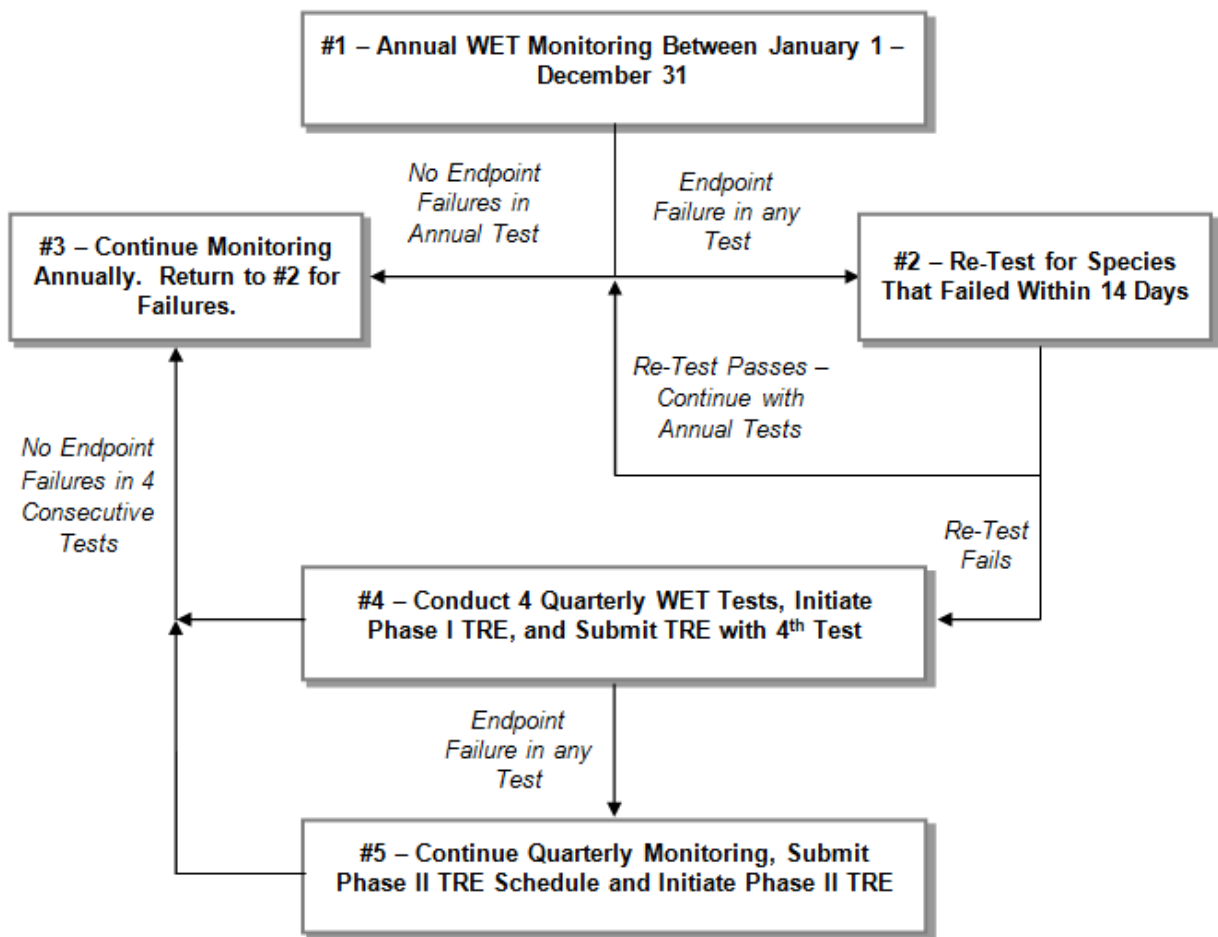 #1 – Annual WET Monitoring Between January 1 –
December 31
No Endpoint
Failures in
Annual Test
Endpoint
Failure in any
Test
#3 – Continue Monitoring
Annually.  Return to #2 for
Failures.
#2 – Re-Test for Species
That Failed Within 14 Days
Re-Test Passes –
Continue with
Annual Tests
No Endpoint
Failures in 4
Consecutive
Tests
Re-Test
Fails
#4 – Conduct 4 Quarterly WET Tests, Initiate
Phase I TRE, and Submit TRE with 4th Test
Endpoint
Failure in any
Test
#5 – Continue Quarterly Monitoring, Submit
Phase II TRE Schedule and Initiate Phase II TRE